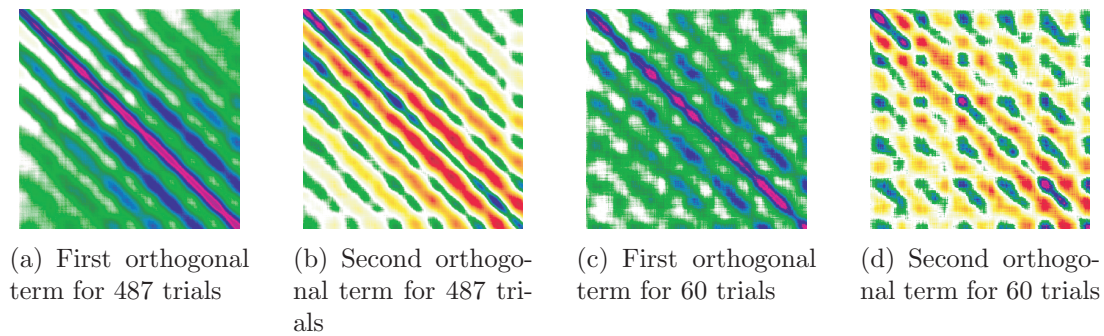 (a) First orthogonal
term for 487 trials
(b) Second orthogo-
nal term for 487 tri-
als
(c) First orthogonal
term for 60 trials
(d) Second orthogo-
nal term for 60 trials